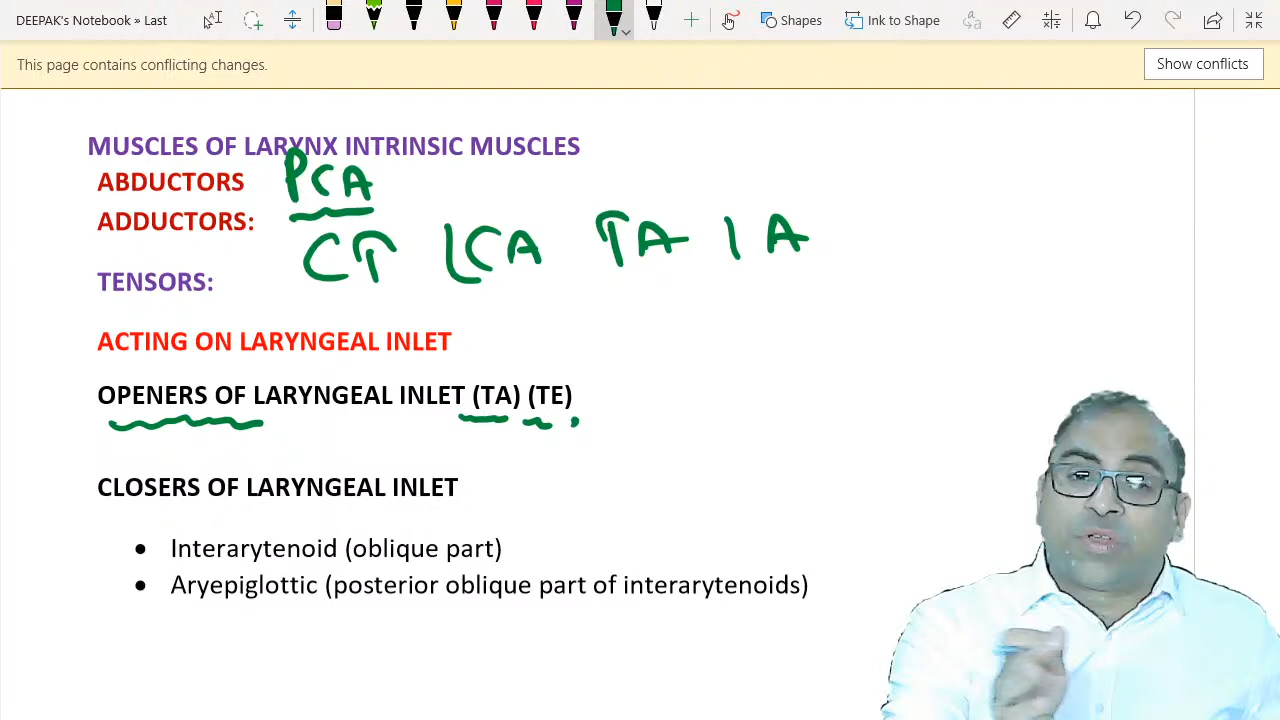 DEEPAK's Notebook » Last
Shapes
Ink to Shape
This page contains conflicting changes.
Show conflicts
MUSCLES OF LARYNX INTRINSIC MUSCLES
ABDUCTORS PCA
ADDUCTORS: CT LCA TA IA
TENSORS:
ACTING ON LARYNGEAL INLET
OPENERS OF LARYNGEAL INLET (TA) (TE)
CLOSERS OF LARYNGEAL INLET
• Interarytenoid (oblique part)
• Aryepiglottic (posterior oblique part of interarytenoids)